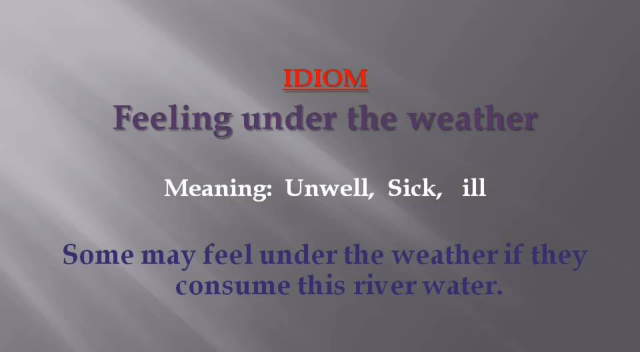 IDIOM
Feeling under the weather
Meaning: Unwell, Sick, ill
Some may feel under the weather if they
consume this river water.